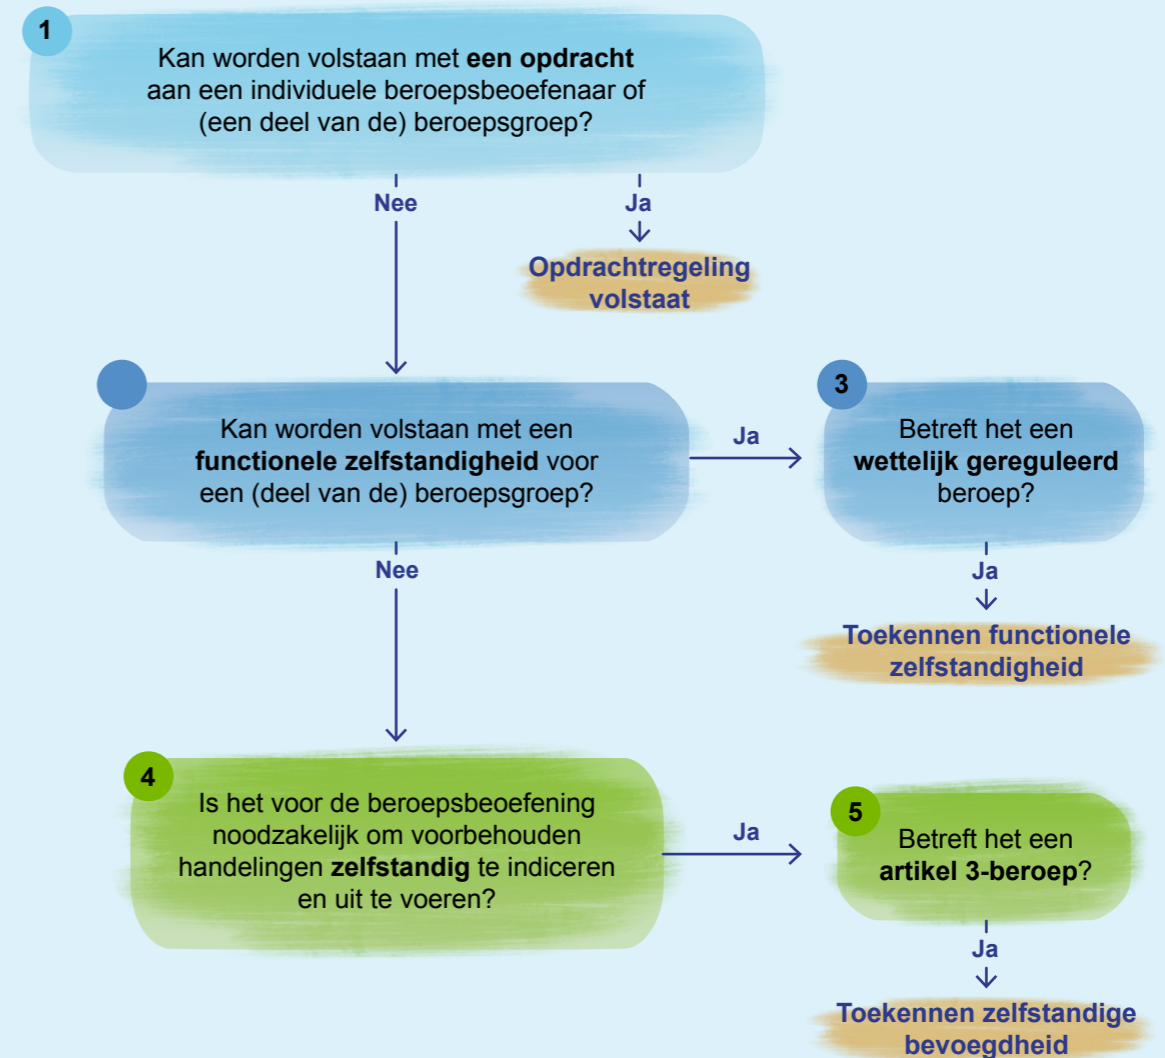 1
Kan worden volstaan met een opdracht
aan een individuele beroepsbeoefenaar of
(een deel van de) beroepsgroep?
Nee
Ja
Opdrachtregeling
volstaat
Kan worden volstaan met een
functionele zelfstandigheid voor
een (deel van de) beroepsgroep?
Ja
3
Betreft het een
wettelijk gereguleerd
beroep?
Nee
Ja
Toekennen functionele
zelfstandigheid
4
Is het voor de beroepsbeoefening
noodzakelijk om voorbehouden
handelingen zelfstandig te indiceren
en uit te voeren?
Ja
5
Betreft het een
artikel 3-beroep?
Ja
Toekennen zelfstandige
bevoegdheid